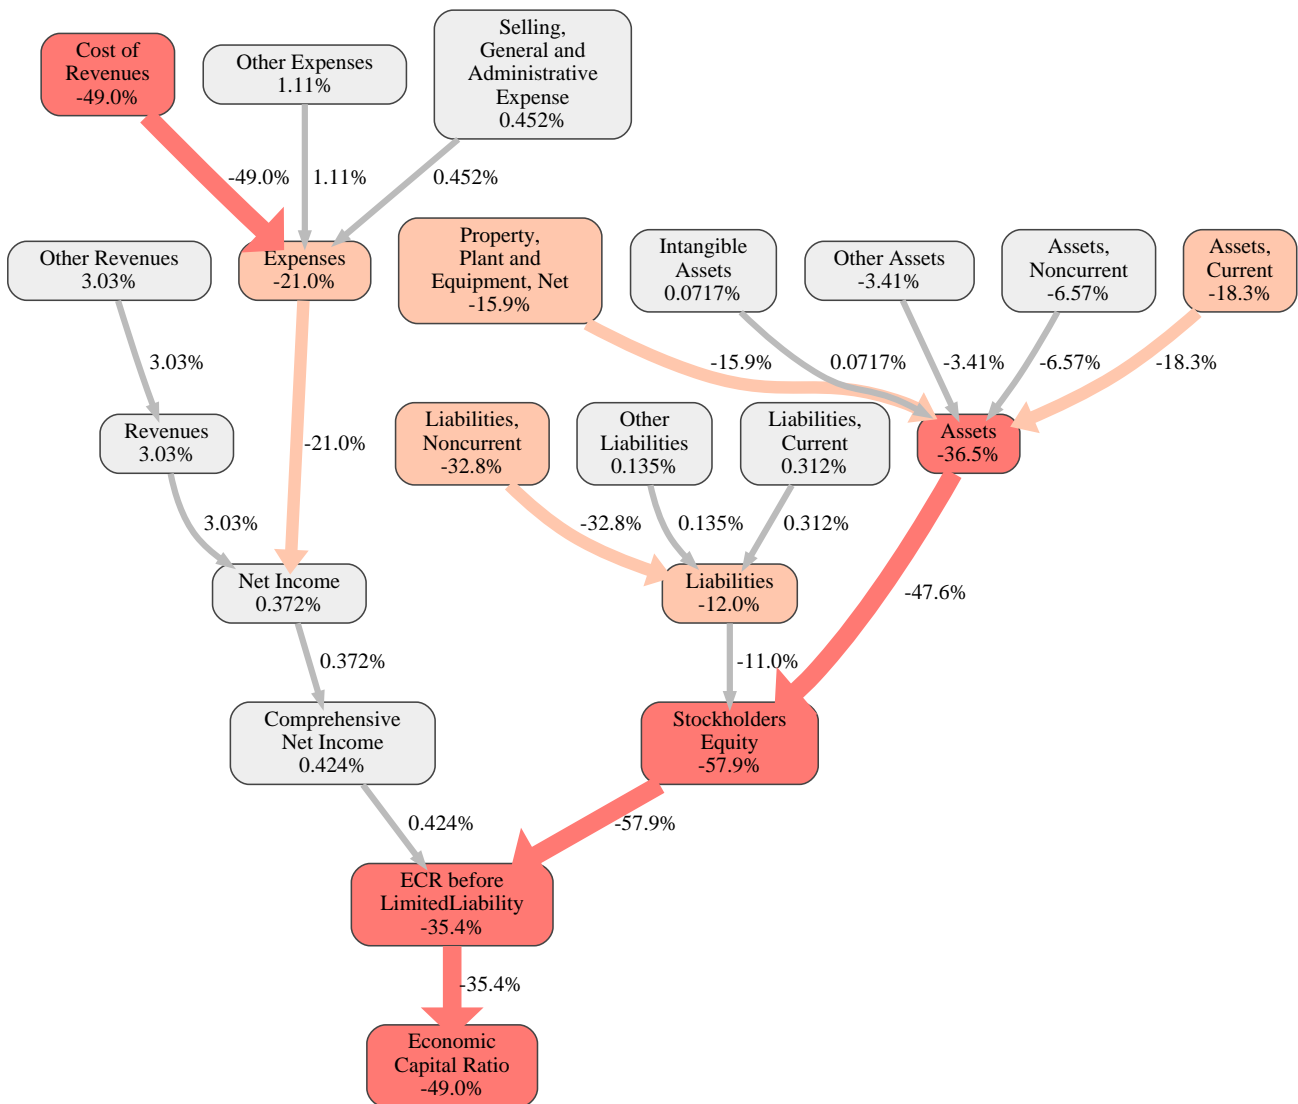 Cost of
Revenues
-49.0%
Other Expenses
1.11%
Selling,
General and
Administrative
Expense
0.452%
-49.0%
1.11%
0.452%
Other Revenues
3.03%
Expenses
-21.0%
Property,
Plant and
Equipment, Net
-15.9%
Intangible
Assets
0.0717%
Other Assets
-3.41%
Assets,
Noncurrent
-6.57%
Assets,
Current
-18.3%
3.03%
-15.9%
0.0717%
-3.41%
-6.57%
-18.3%
Revenues
3.03%
-21.0%
Liabilities,
Noncurrent
-32.8%
Other
Liabilities
0.135%
Liabilities,
Current
0.312%
Assets
-36.5%
3.03%
-32.8%
0.135%
0.312%
Net Income
0.372%
Liabilities
-12.0%
-47.6%
0.372%
-11.0%
Comprehensive
Net Income
0.424%
Stockholders
Equity
-57.9%
0.424%
-57.9%
ECR before
LimitedLiability
-35.4%
-35.4%
Economic
Capital Ratio
-49.0%